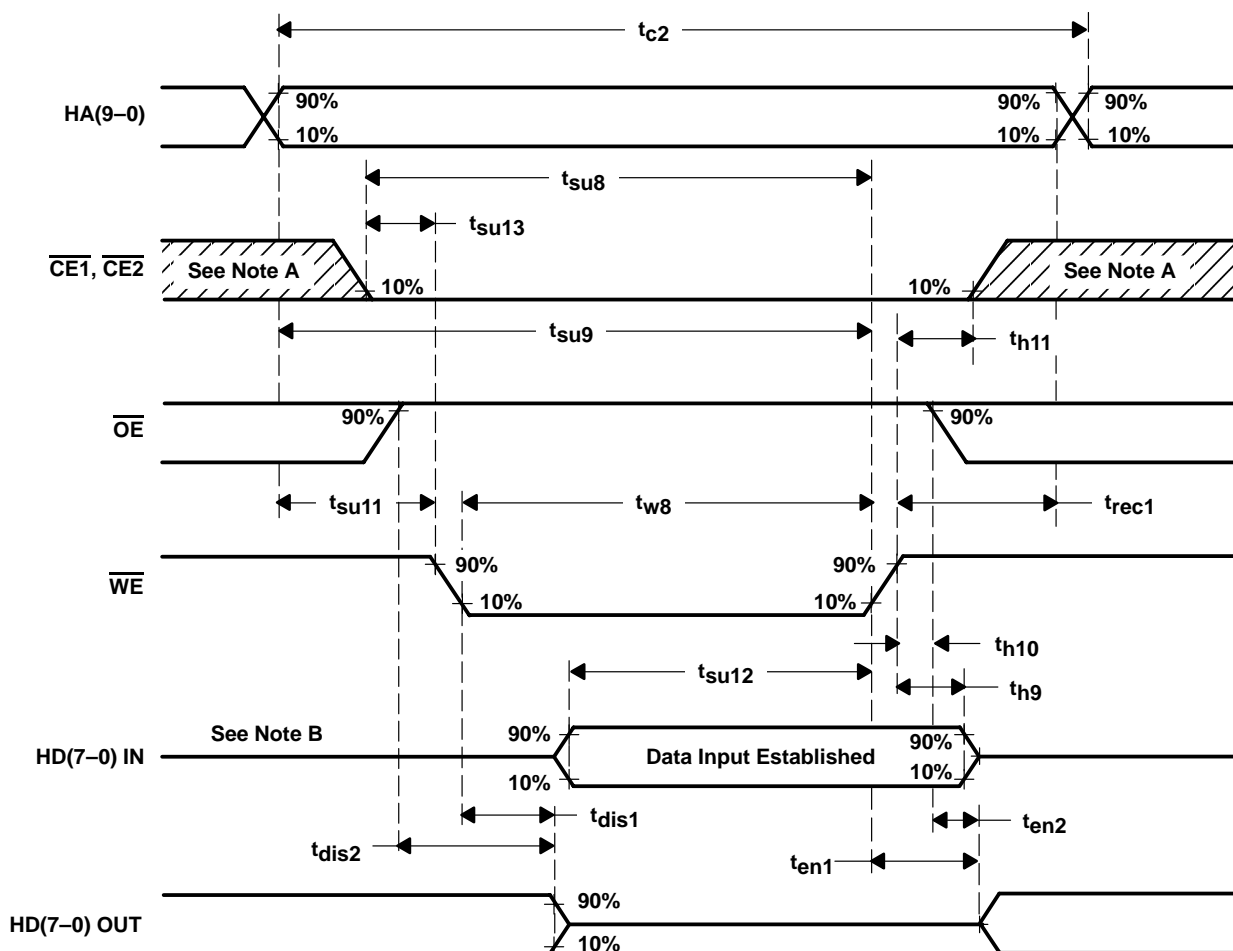 tc2
HA(9–0)
90%
90%
90%
10%
10%
10%
tsu8
tsu13
CE1, CE2
See Note A
See Note A
10%
10%
tsu9
th11
OE
90%
90%
tsu11
tw8
trec1
WE
90%
90%
10%
10%
th10
tsu12
th9
See Note B
90%
90%
HD(7–0) IN
Data Input Established
10%
10%
tdis1
ten2
tdis2
ten1
90%
HD(7–0) OUT
10%